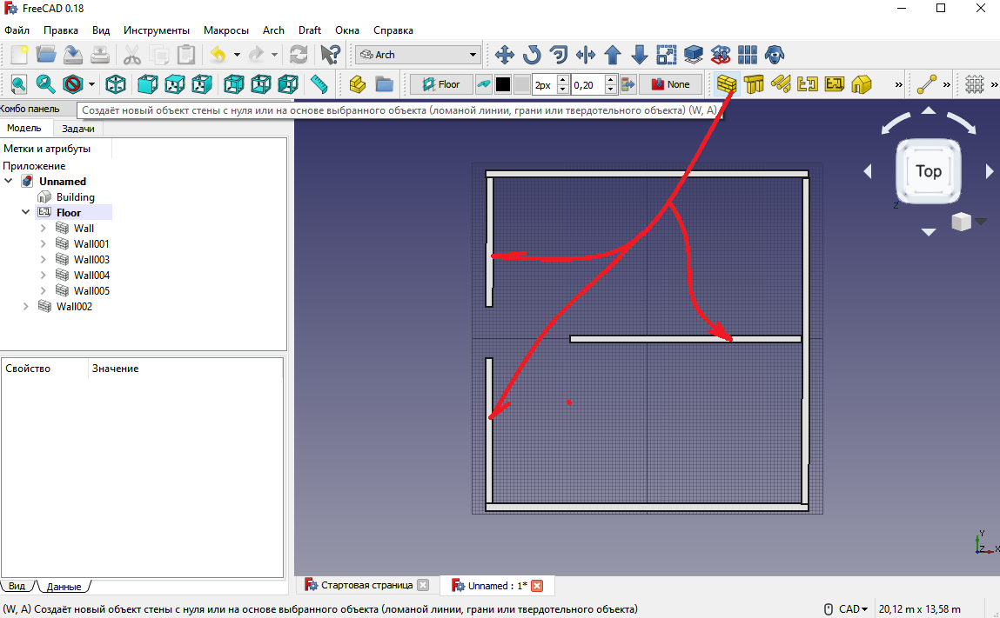 FreeCAD 0.18
Файл Правка Вид Инструменты Макросы Arch Draft Окна Справка
Arch
Floor 2px 0,20 None » » »
Комбо панель
Создаёт новый объект стены с нуля или на основе выбранного объекта (ломаной линии, грани или твердотельного объекта) (W, A)
Модель Задачи
Метки и атрибуты
Приложение
Unnamed
Building
Floor
Wall
Wall001
Wall003
Wall004
Wall005
Wall002
Свойство Значение
Top
Z
Y
Z X
Вид Данные
Стартовая страница Unnamed : 1*
(W, A) Создаёт новый объект стены с нуля или на основе выбранного объекта (ломаной линии, грани или твердотельного объекта) CAD 20,12 m x 13,58 m